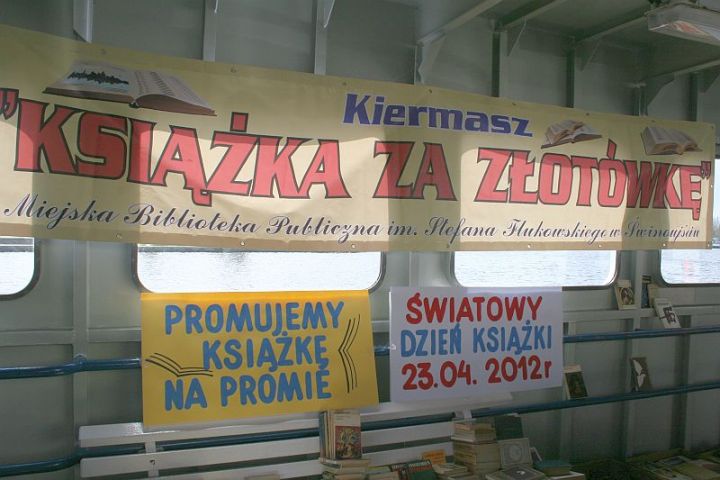 Kiermasz
"KSIĄŻKA ZA ZŁOTÓWKĘ"
Miejska Biblioteka Publiczna im. Stefana Flukowskiego w Świnoujściu
PROMUJEMY
KSIĄŻKĘ
NA PROMIE
ŚWIATOWY
DZIEŃ KSIĄŻKI
23.04. 2012 r